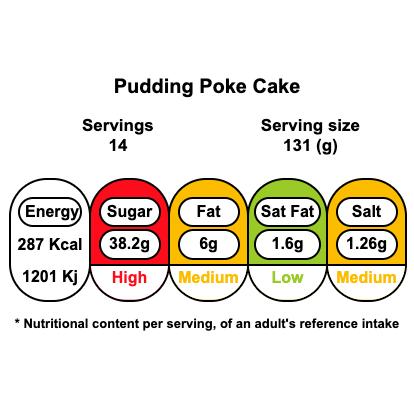 Pudding Poke Cake
Servings Serving size
14 131 (g)
Energy Sugar Fat Sat Fat Salt
287 Kcal 38.2g 6g 1.6g 1.26g
1201 Kj High Medium Low Medium
* Nutritional content per serving, of an adult's reference intake